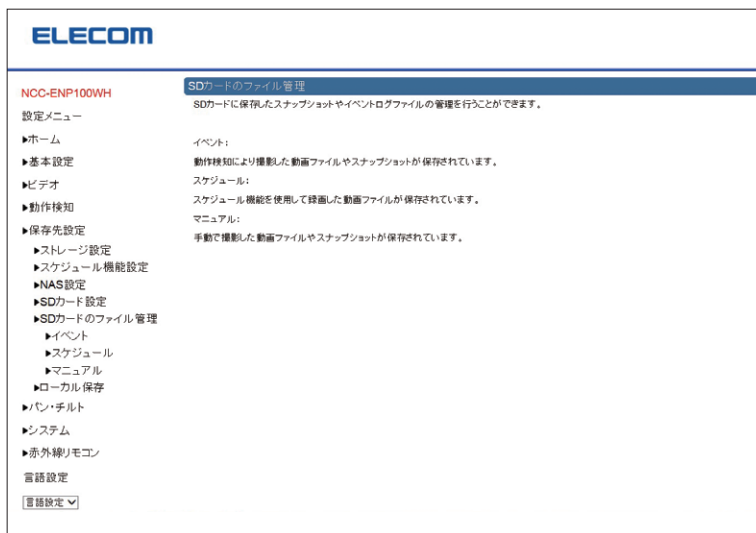 ELECOM
NCC-ENP100WH
設定メニュー
▶ホーム
▶基本設定
▶ビデオ
▶動作検知
▶保存先設定
▶ストレージ設定
▶スケジュール機能設定
▶NAS設定
▶SDカード設定
▶SDカードのファイル管理
▶イベント
▶スケジュール
▶マニュアル
▶ローカル保存
▶パン・チルト
▶システム
▶赤外線リモコン
言語設定
言語設定
SDカードのファイル管理
SDカードに保存したスナップショットやイベントログファイルの管理を行うことができます。
イベント:
動作検知により撮影した動画ファイルやスナップショットが保存されています。
スケジュール:
スケジュール機能を使用して録画した動画ファイルが保存されています。
マニュアル:
手動で撮影した動画ファイルやスナップショットが保存されています。